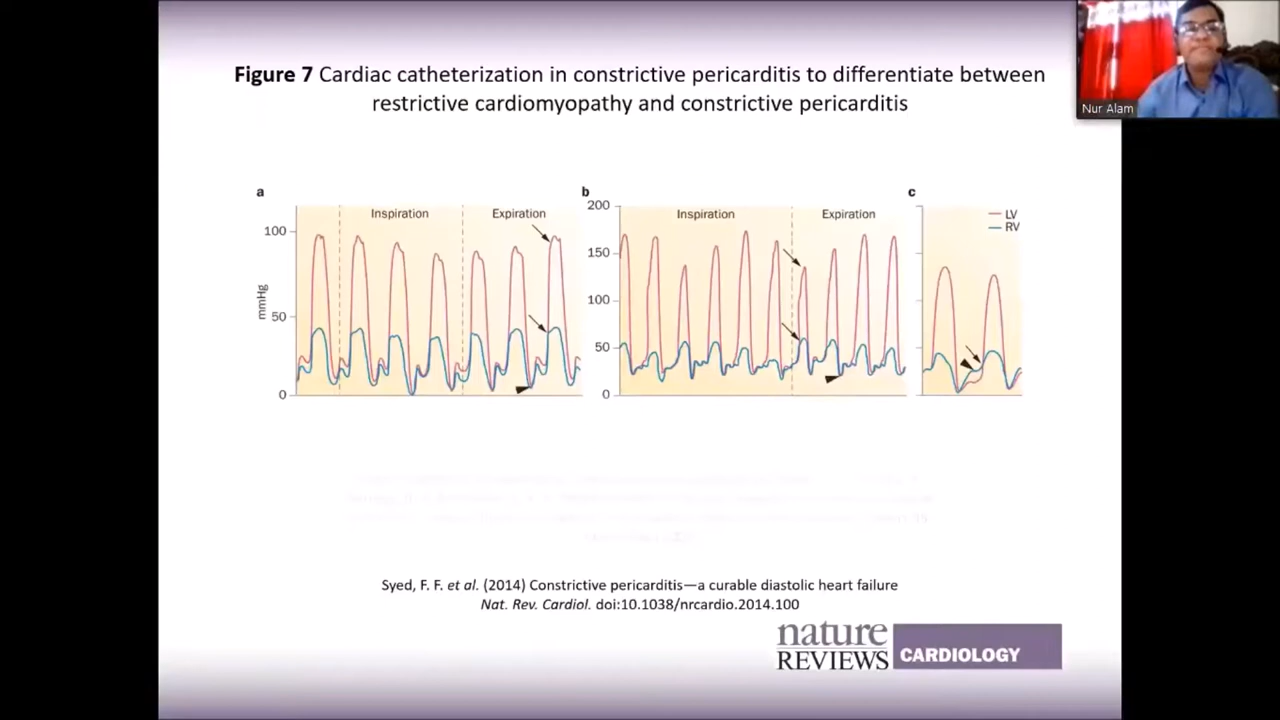 Figure 7 Cardiac catheterization in constrictive pericarditis to differentiate between
restrictive cardiomyopathy and constrictive pericarditis
Nur Alam
a
b
c
Inspiration
Expiration
Inspiration
Expiration
LV
RV
mmHg
100
50
0
200
150
100
50
0
Syed, F. F. et al. (2014) Constrictive pericarditis—a curable diastolic heart failure
Nat. Rev. Cardiol. doi:10.1038/nrcardio.2014.100
nature
REVIEWS CARDIOLOGY